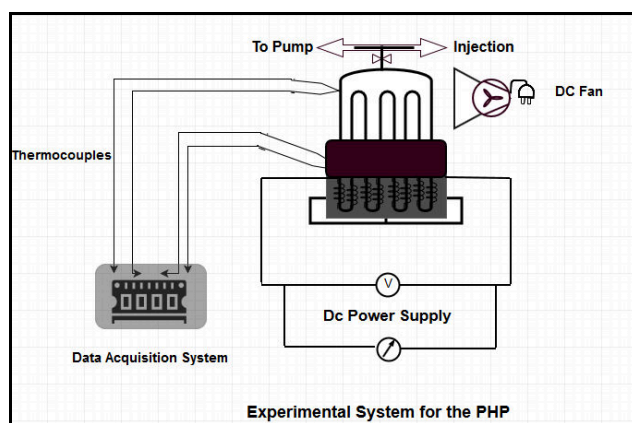 To Pump
Injection
DC Fan
Thermocouples
V
Dc Power Supply
Data Acquisition System
Experimental System for the PHP